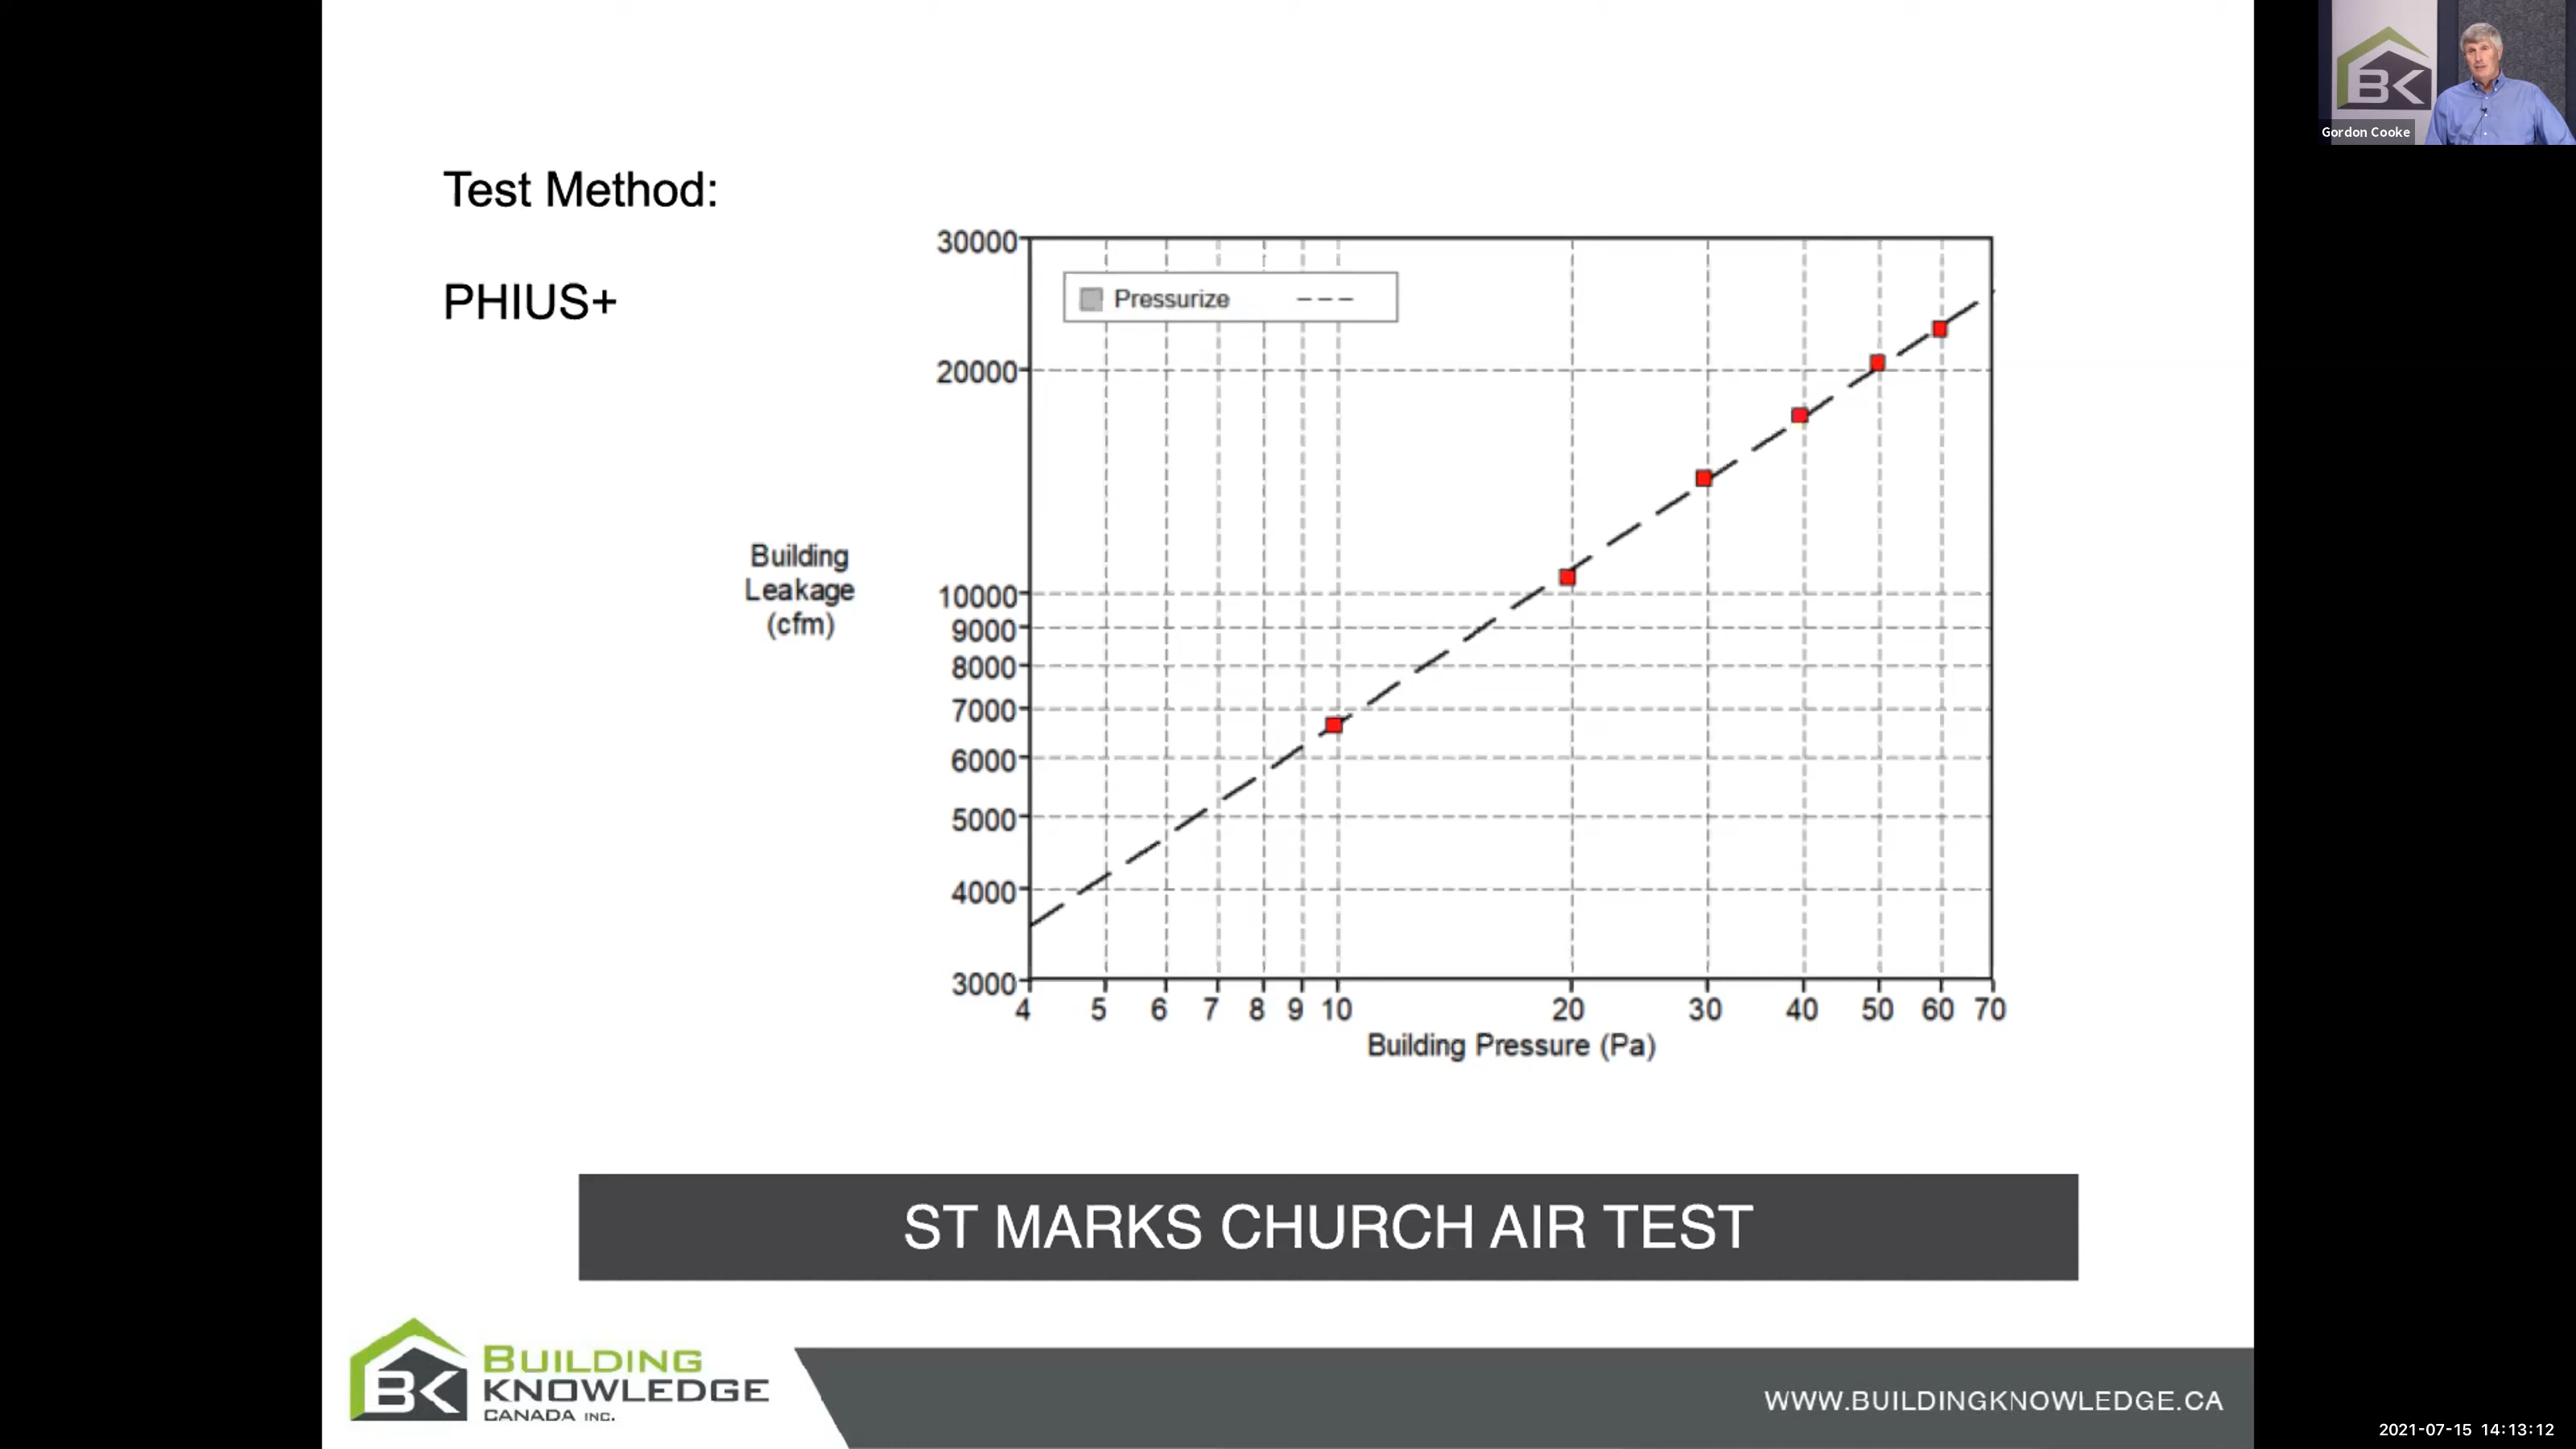 BK
Gordon Cooke
Test Method:
PHIUS+
30000
20000
10000
9000
8000
7000
6000
5000
4000
3000
Pressurize
Building
Leakage
(cfm)
4 5 6 7 8 9 10 20 30 40 50 60 70
Building Pressure (Pa)
ST MARKS CHURCH AIR TEST
BK
BUILDING
KNOWLEDGE
CANADA INC.
WWW.BUILDINGKNOWLEDGE.CA
2021-07-15 14:13:12